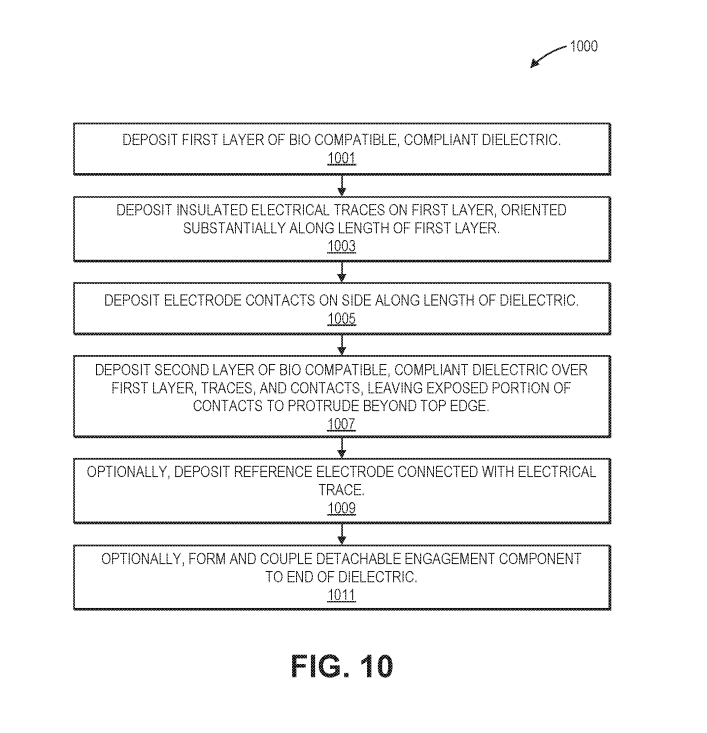 1000
DEPOSIT FIRST LAYER OF BIO COMPATIBLE, COMPLIANT DIELECTRIC.
1001
DEPOSIT INSULATED ELECTRICAL TRACES ON FIRST LAYER, ORIENTED
SUBSTANTIALLY ALONG LENGTH OF FIRST LAYER.
1003
DEPOSIT ELECTRODE CONTACTS ON SIDE ALONG LENGTH OF DIELECTRIC.
1005
DEPOSIT SECOND LAYER OF BIO COMPATIBLE, COMPLIANT DIELECTRIC OVER
FIRST LAYER, TRACES, AND CONTACTS, LEAVING EXPOSED PORTION OF
CONTACTS TO PROTRUDE BEYOND TOP EDGE.
1007
OPTIONALLY, DEPOSIT REFERENCE ELECTRODE CONNECTED WITH ELECTRICAL
TRACE.
1009
OPTIONALLY, FORM AND COUPLE DETACHABLE ENGAGEMENT COMPONENT
TO END OF DIELECTRIC.
1011
FIG. 10